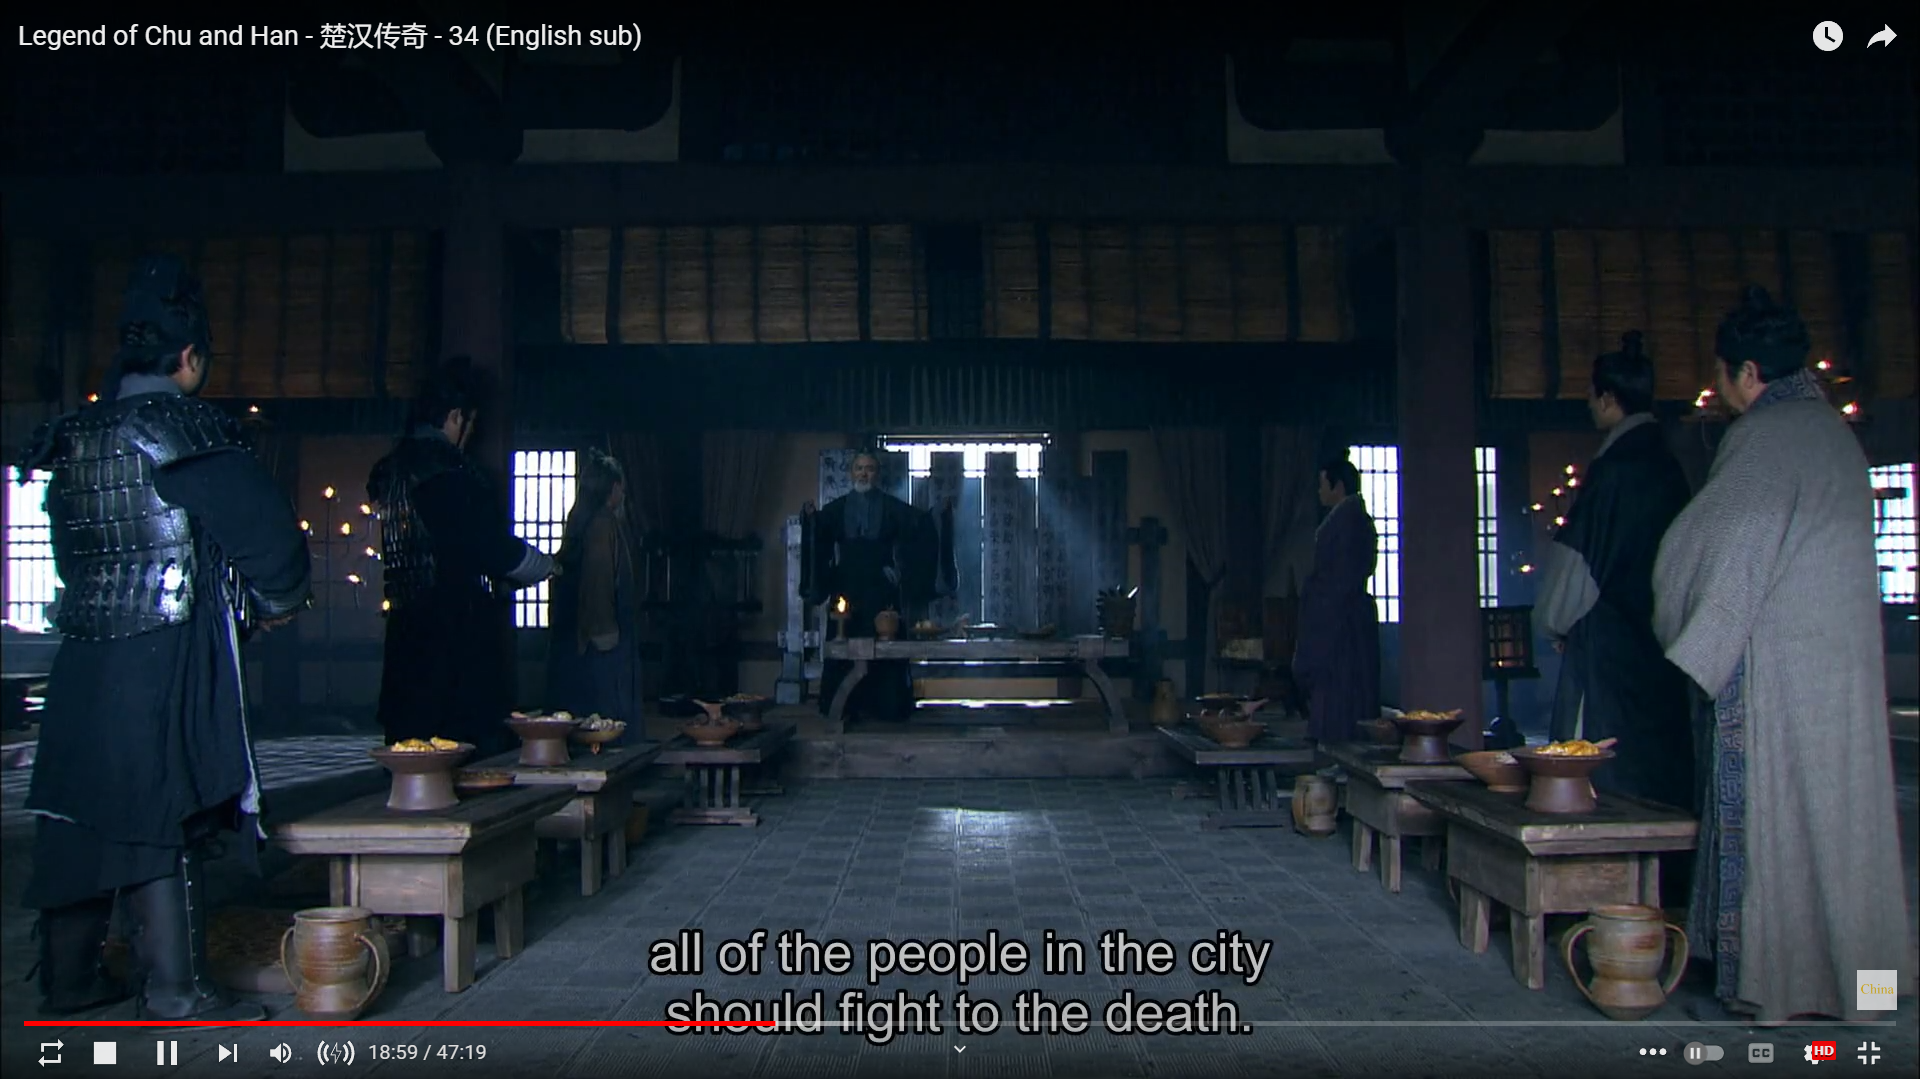 Legend of Chu and Han - 楚汉传奇 - 34 (English sub)
all of the people in the city
should fight to the death.
China
18:59 / 47:19
CC
HD